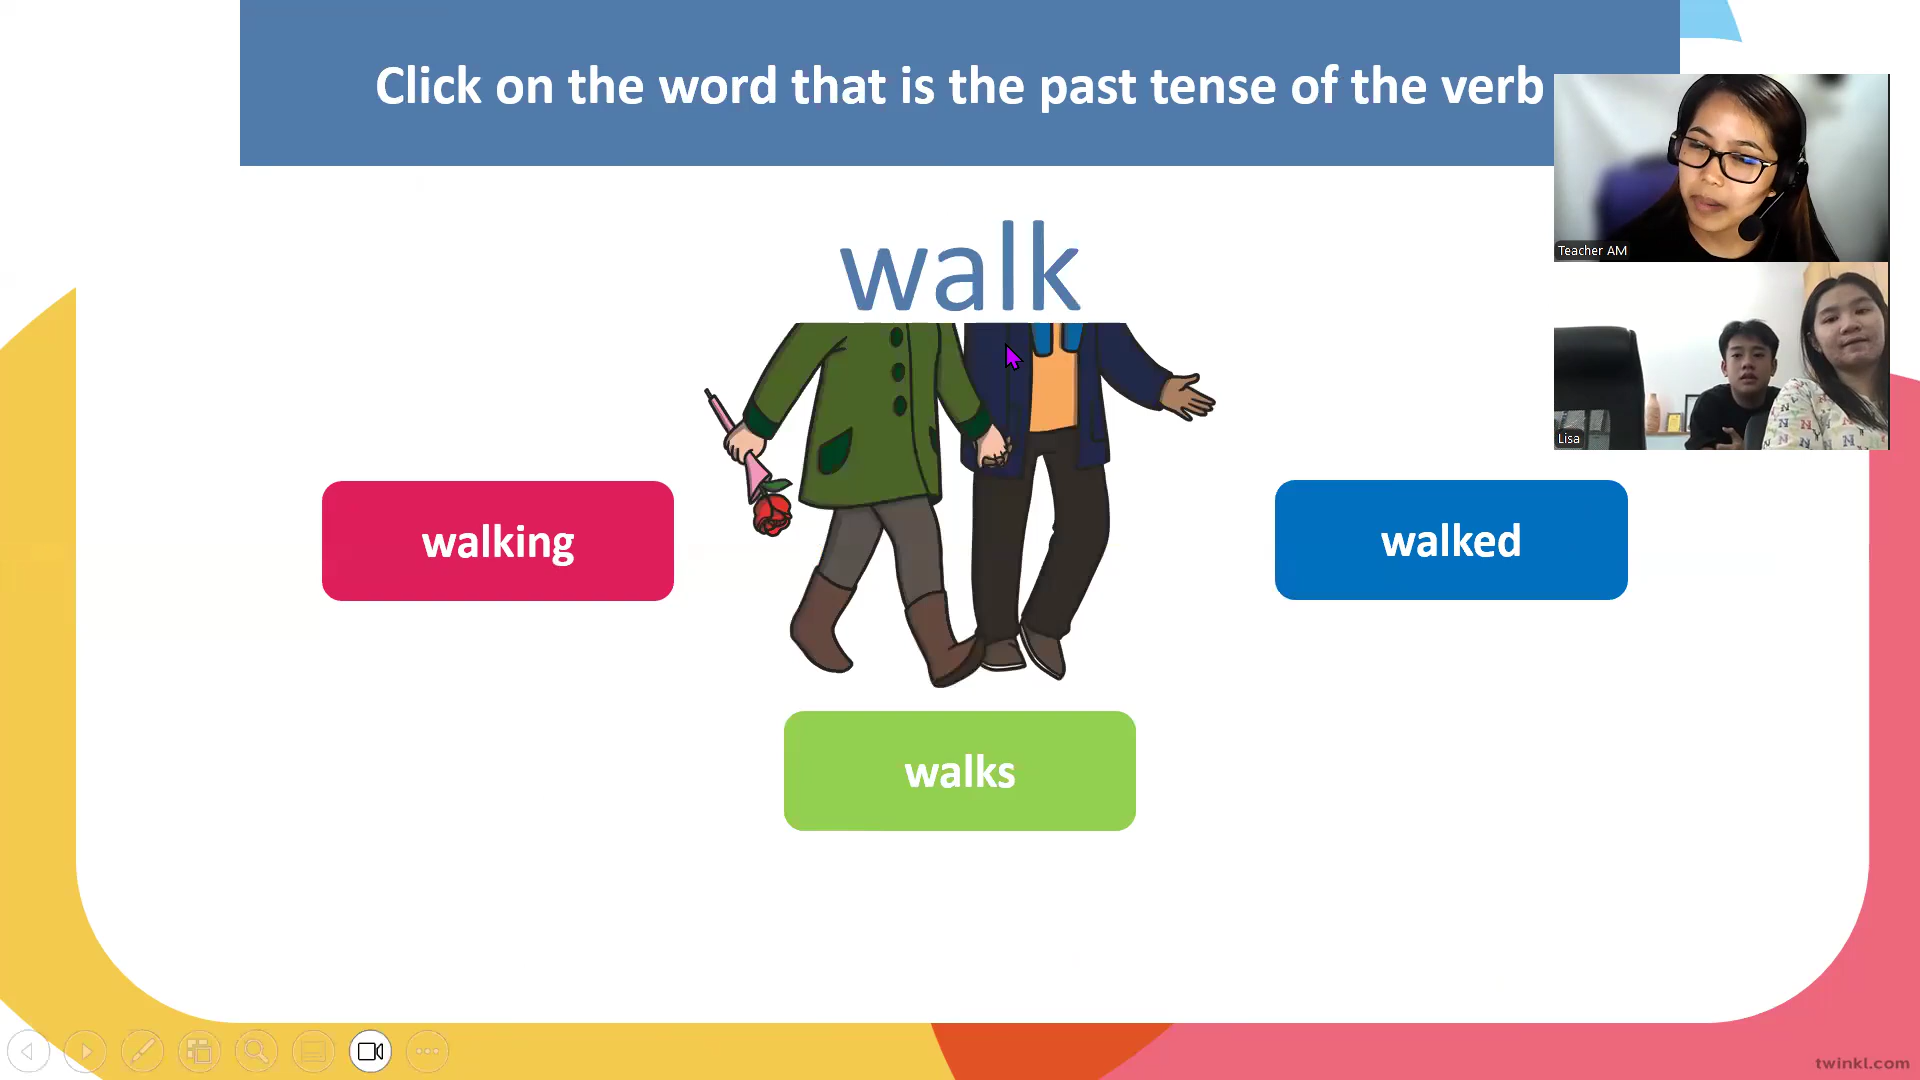 Click on the word that is the past tense of the verb
Teacher AM
walk
Lisa
walking
walked
walks
twinkl.com